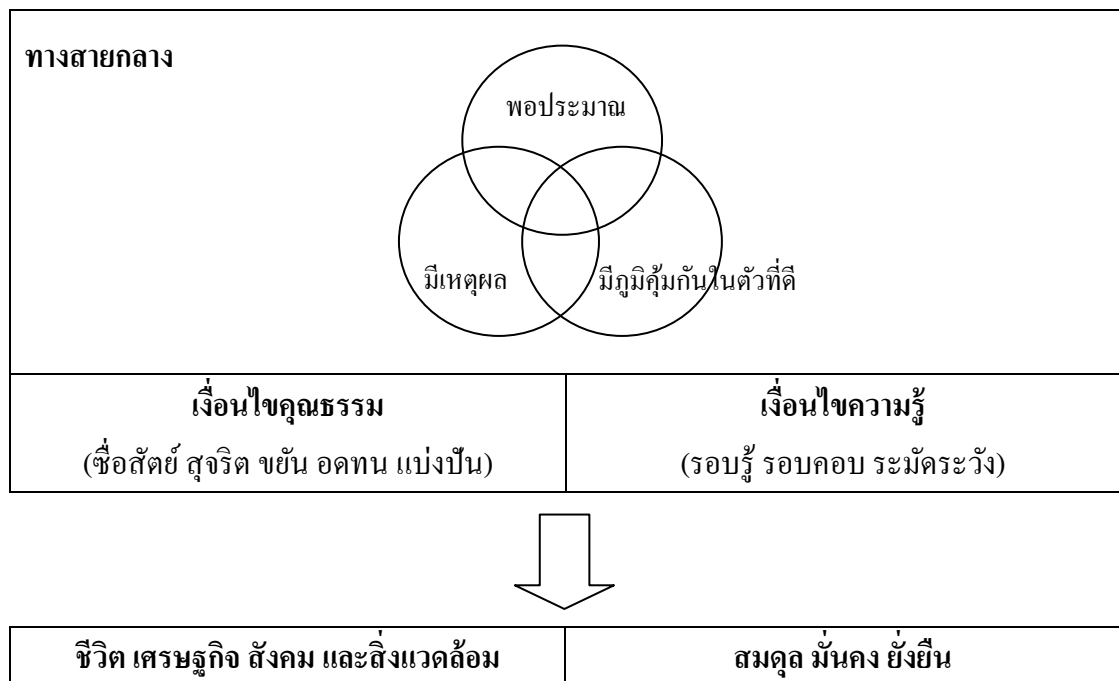 ทางสายกลาง
พอประมาณ
มีเหตุผล
มีภูมิคุ้มกันในตัวที่ดี
เงื่อนไขคุณธรรม
(ซื่อสัตย์ สุจริต ขยัน อดทน แบ่งปัน)
เงื่อนไขความรู้
(รอบรู้ รอบคอบ ระมัดระวัง)
ชีวิต เศรษฐกิจ สังคม และสิ่งแวดล้อม
สมดุล มั่นคง ยั่งยืน